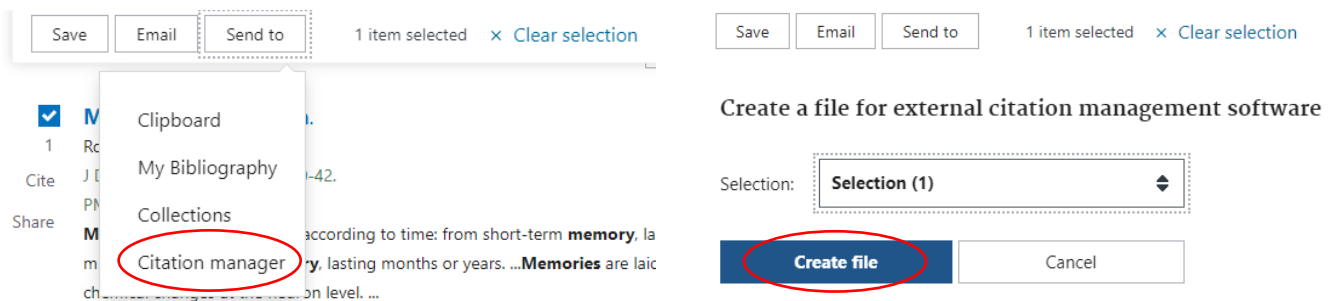 Save Email Send to 1 item selected × Clear selection
Clipboard
My Bibliography
Collections
Citation manager
M
1
Cite J D -42.
Share PM
M according to time: from short-term memory, la
m ry, lasting months or years. ...Memories are laid
on level. ...
Save Email Send to 1 item selected × Clear selection
Create a file for external citation management software
Selection: Selection (1)
Create file Cancel